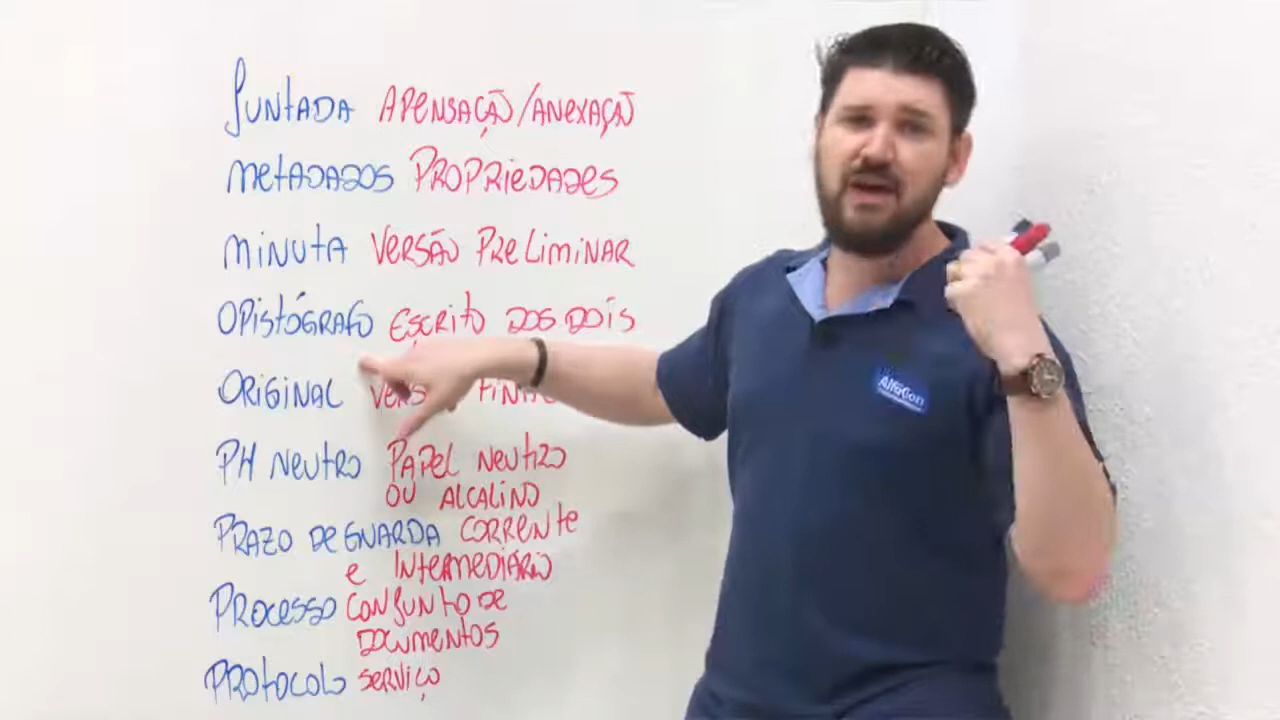 JUNTADA APENSAÇÃO/ANEXAÇÃO
METADADOS PROPRIEDADES
MINUTA VERSÃO PRELIMINAR
OPISTÓGRAFO ESCRITO DOS DOIS
ORIGINAL
PH NEUTRO PAPEL NEUTRO
OU ALCALINO
PRAZO DE GUARDA CORRENTE
E INTERMEDIÁRIO
PROCESSO CONJUNTO DE
DOCUMENTOS
PROTOCOLO SERVIÇO
AlfaCon